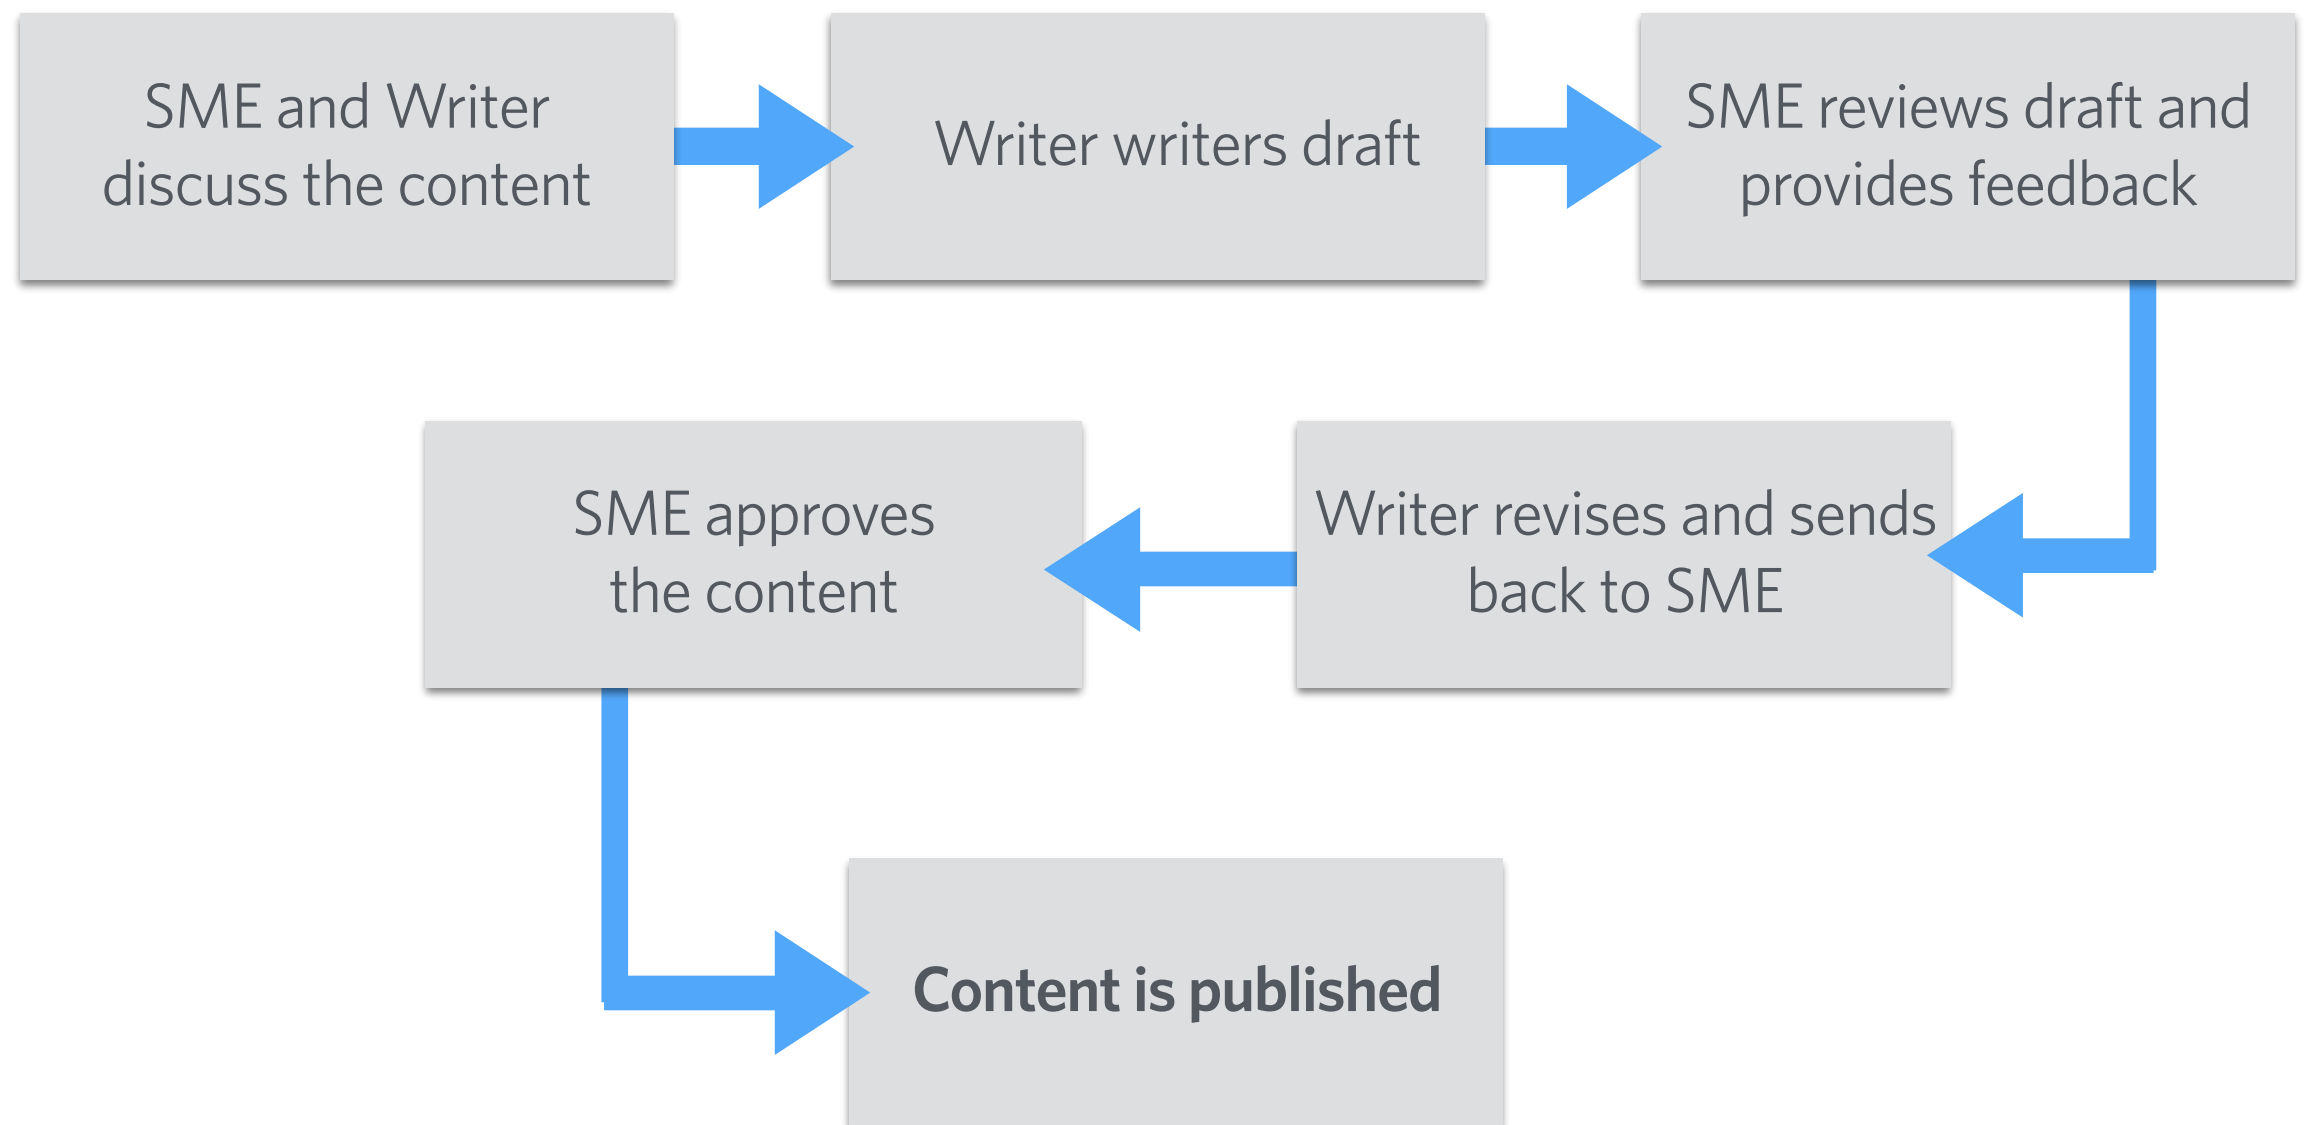 SME and Writer
discuss the content
Writer writers draft
SME reviews draft and
provides feedback
SME approves
the content
Writer revises and sends
back to SME
Content is published